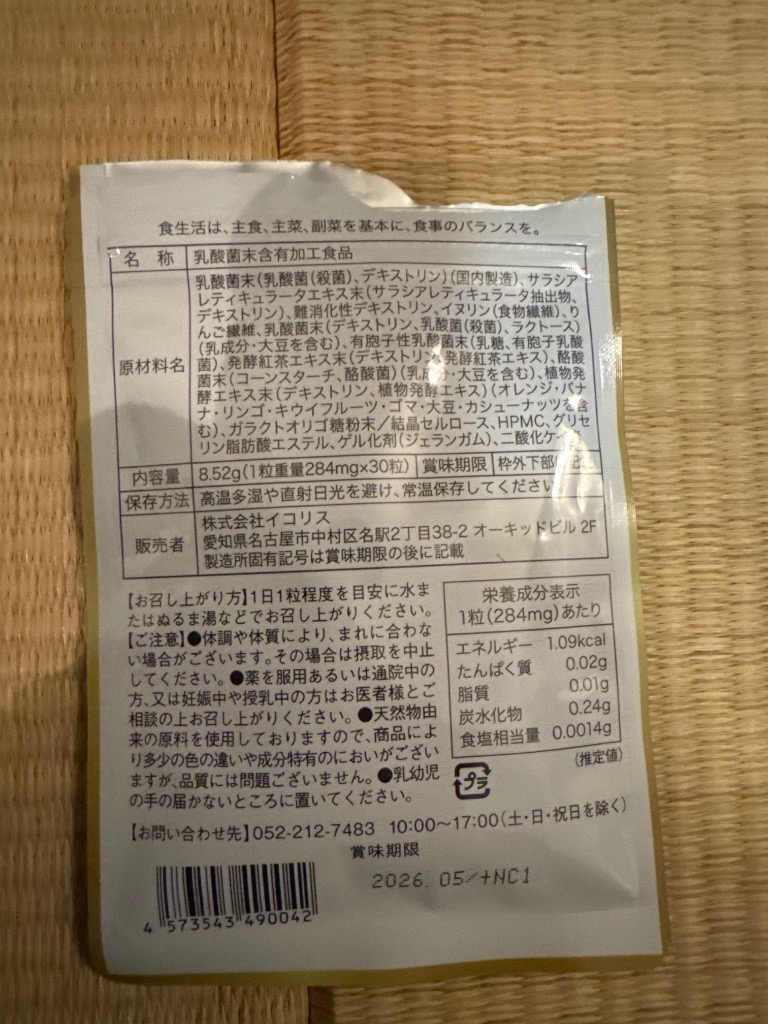 食生活は、主食、主菜、副菜を基本に、食事のバランスを。
名 称 乳酸菌末含有加工食品
原材料名
乳酸菌末(乳酸菌(殺菌)、デキストリン)(国内製造)、サラシア
レティキュラータエキス末(サラシアレティキュラータ抽出物、
デキストリン)、難消化性デキストリン、イヌリン(食物繊維)、り
んご繊維、乳酸菌末(デキストリン、乳酸菌(殺菌)、ラクトース)
(乳成分・大豆を含む)、有胞子性乳酸菌末(乳糖、有胞子乳酸
菌)、発酵紅茶エキス末(デキストリン、発酵紅茶エキス)、酪酸
菌末(コーンスターチ、酪酸菌)(乳成分・大豆を含む)、植物発
酵エキス末(デキストリン、植物発酵エキス)(オレンジ・バナ
ナ・リンゴ・キウイフルーツ・ゴマ・大豆・カシューナッツを含
む)、ガラクトオリゴ糖粉末/結晶セルロース、HPMC、グリセ
リン脂肪酸エステル、ゲル化剤(ジェランガム)、二酸化ケイ
内容量 8.52g(1粒重量284mg×30粒) 賞味期限 枠外下部に記
保存方法 高温多湿や直射日光を避け、常温保存してください
販売者
株式会社イコリス
愛知県名古屋市中村区名駅2丁目38-2 オーキッドビル 2F
製造所固有記号は賞味期限の後に記載
【お召し上がり方】1日1粒程度を目安に水ま
たはぬるま湯などでお召し上がりください。
【ご注意】●体調や体質により、まれに合わな
い場合がございます。その場合は摂取を中止
してください。●薬を服用あるいは通院中の
方、又は妊娠中や授乳中の方はお医者様とご
相談の上お召し上がりください。●天然物由
来の原料を使用しておりますので、商品によ
り多少の色の違いや成分特有のにおいがござい
ますが、品質には問題ございません。●乳幼児
の手の届かないところに置いてください。
栄養成分表示
1粒(284mg)あたり
エネルギー 1.09kcal
たんぱく質 0.02g
脂質 0.01g
炭水化物 0.24g
食塩相当量 0.0014g
(推定値)
プラ
【お問い合わせ先】052-212-7483 10:00〜17:00(土・日・祝日を除く)
賞味期限
2026. 05/+NC1
4 573543 490042